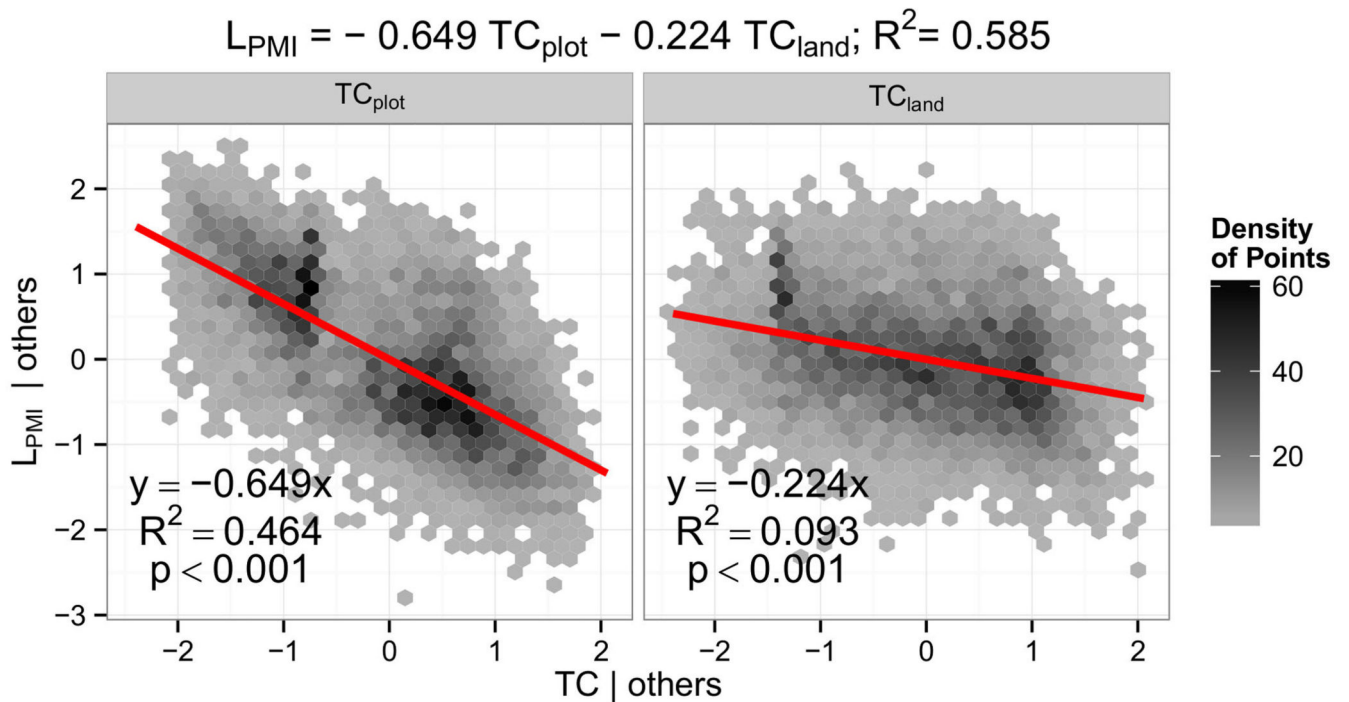 L_PMI = − 0.649 TC_plot − 0.224 TC_land; R²= 0.585
TC_plot
TC_land
L_PMI | others
2
1
0
−1
−2
−3
y = −0.649x
R² = 0.464
p < 0.001
y = −0.224x
R² = 0.093
p < 0.001
−2 −1 0 1 2
−2 −1 0 1 2
TC | others
Density
of Points
60
40
20